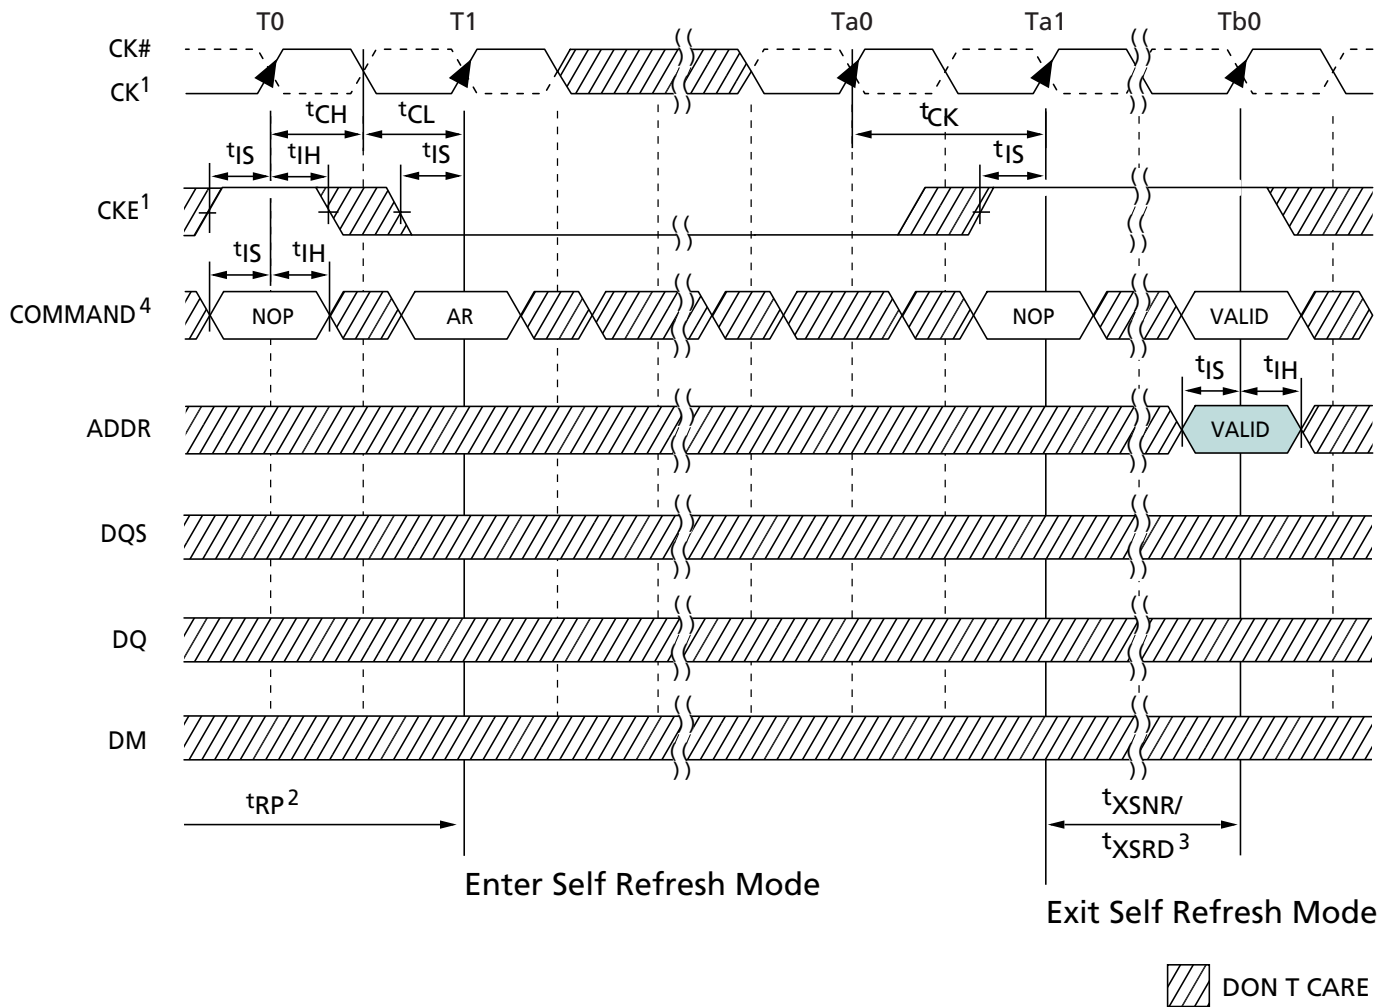 T0 T1 Ta0 Ta1 Tb0
CK#
CK1
tCH tCL tCK
tIS tIH tIS tIS
CKE1
tIS tIH
COMMAND4 NOP AR NOP VALID
tIS tIH
ADDR VALID
DQS
DQ
DM
tRP2 tXSNR/
tXSRD3
Enter Self Refresh Mode
Exit Self Refresh Mode
DON T CARE